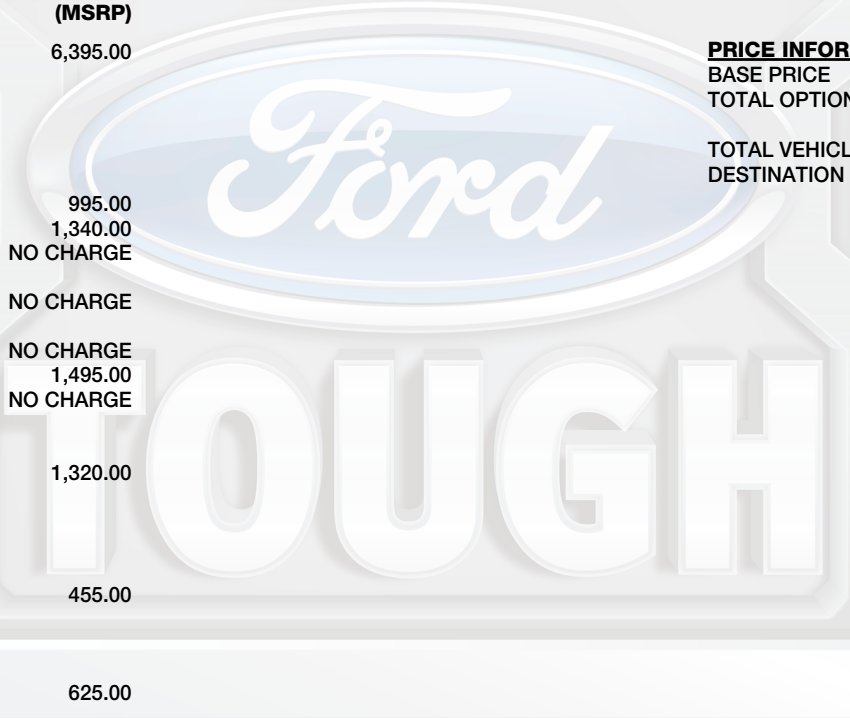 (MSRP)
6,395.00
995.00
1,340.00
NO CHARGE
NO CHARGE
NO CHARGE
1,495.00
NO CHARGE
1,320.00
455.00
625.00
PRICE INFOR
BASE PRICE
TOTAL OPTION
TOTAL VEHICL
DESTINATION
Ford
TOUGH